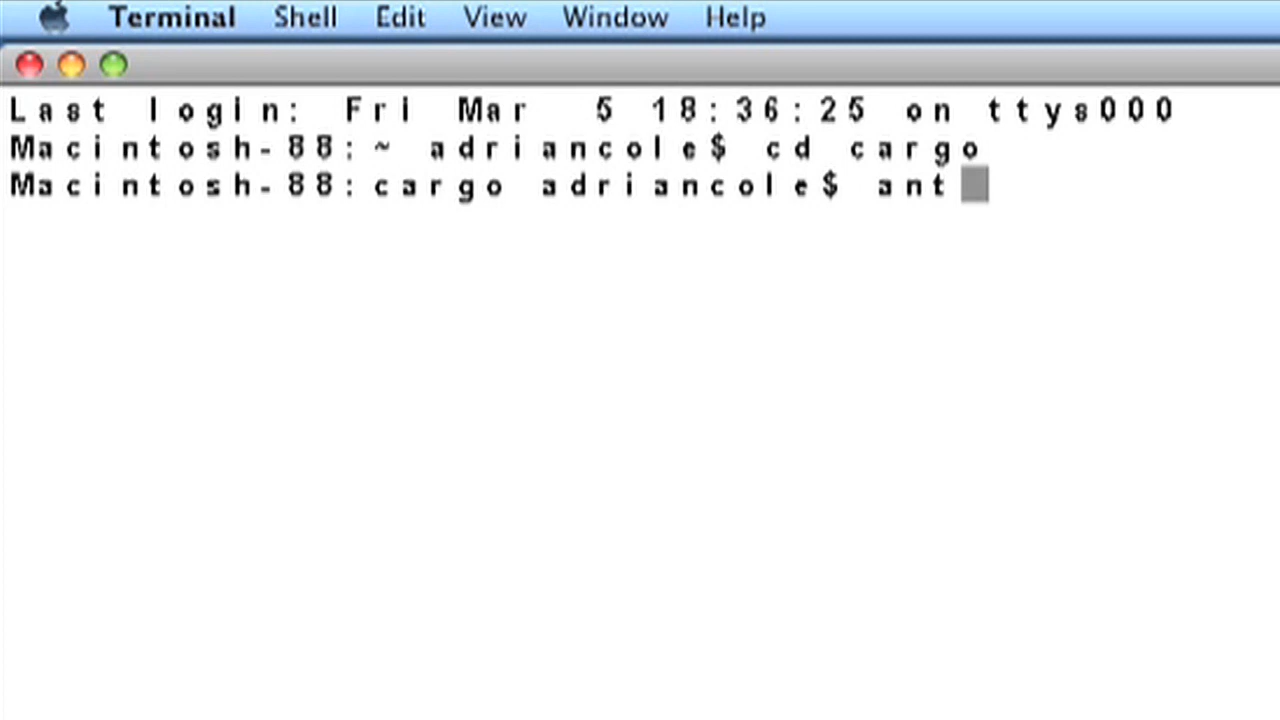 Terminal Shell Edit View Window Help
Last login: Fri Mar  5 18:36:25 on ttys000
Macintosh-88:~ adriancole$ cd cargo
Macintosh-88:cargo adriancole$ ant